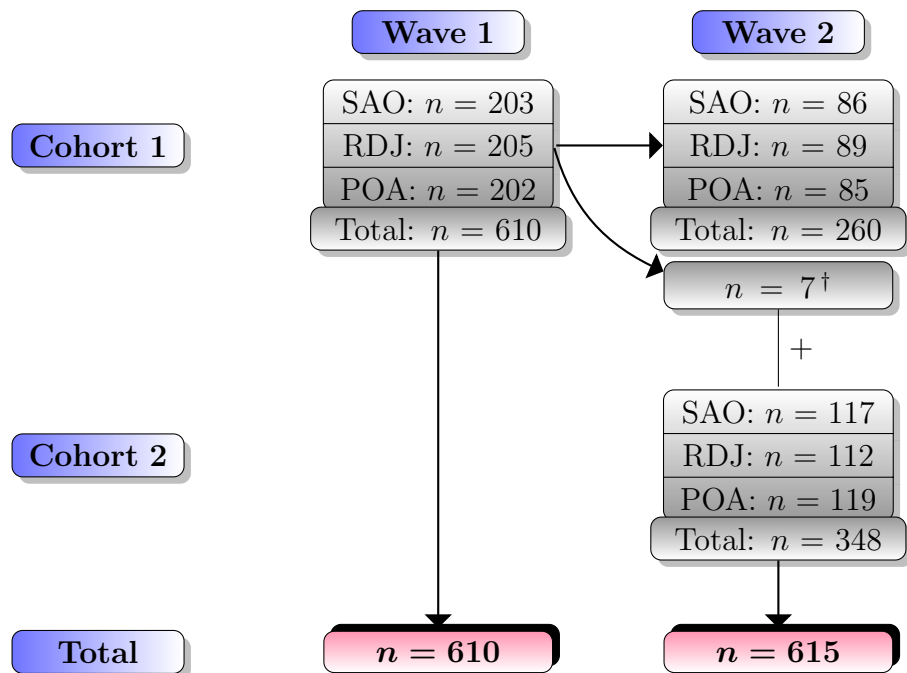 Wave 1
Wave 2
Cohort 1
SAO: n = 203
RDJ: n = 205
POA: n = 202
Total: n = 610
SAO: n = 86
RDJ: n = 89
POA: n = 85
Total: n = 260
n = 7†
+
Cohort 2
SAO: n = 117
RDJ: n = 112
POA: n = 119
Total: n = 348
Total
n = 610
n = 615